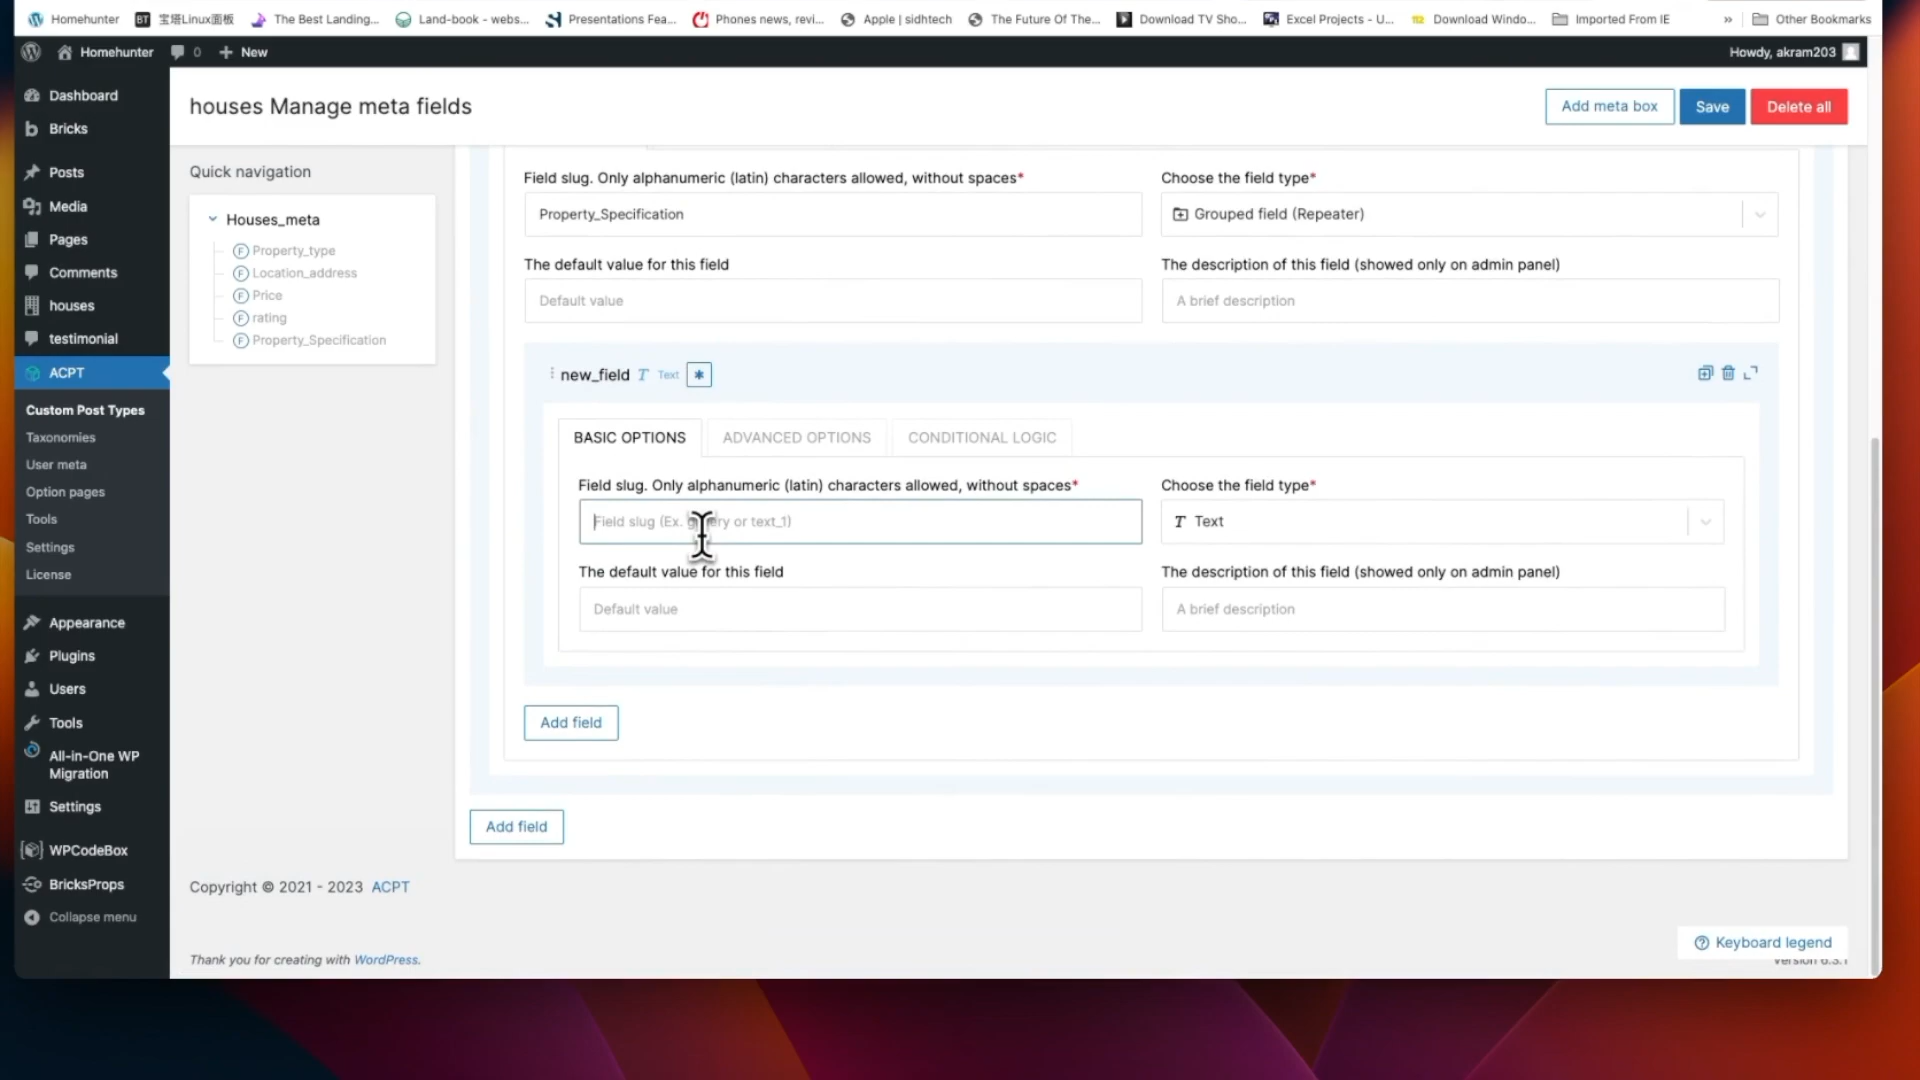 Homehunter
宝塔Linux面板
The Best Landing...
Land-book - webs...
Presentations Fea...
Phones news, revi...
Apple | sidhtech
The Future Of The...
Download TV Sho...
Excel Projects - U...
Download Windo...
Imported From IE
»
Other Bookmarks
Homehunter
0
New
Howdy, akram203
Dashboard
Bricks
Posts
Media
Pages
Comments
houses
testimonial
ACPT
Custom Post Types
Taxonomies
User meta
Option pages
Tools
Settings
License
Appearance
Plugins
Users
Tools
All-in-One WP
Migration
Settings
WPCodeBox
BricksProps
Collapse menu
houses Manage meta fields
Add meta box
Save
Delete all
Quick navigation
Houses_meta
F Property_type
F Location_address
F Price
F rating
F Property_Specification
Field slug. Only alphanumeric (latin) characters allowed, without spaces*
Property_Specification
Choose the field type*
Grouped field (Repeater)
The default value for this field
Default value
The description of this field (showed only on admin panel)
A brief description
new_field T Text *
BASIC OPTIONS
ADVANCED OPTIONS
CONDITIONAL LOGIC
Field slug. Only alphanumeric (latin) characters allowed, without spaces*
Field slug (Ex. or text_1)
Choose the field type*
T Text
The default value for this field
Default value
The description of this field (showed only on admin panel)
A brief description
Add field
Add field
Copyright © 2021 - 2023 ACPT
Keyboard legend
Thank you for creating with WordPress.
Version 6.3.1